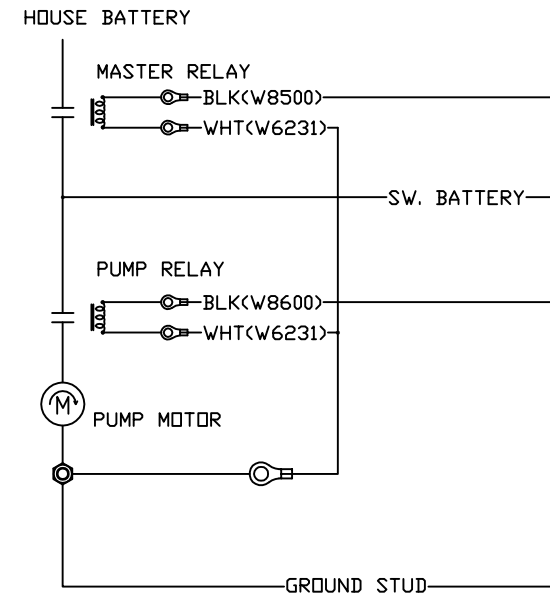 HOUSE BATTERY
MASTER RELAY
BLK(W8500)
WHT(W6231)
SW. BATTERY
PUMP RELAY
BLK(W8600)
WHT(W6231)
M
PUMP MOTOR
GROUND STUD